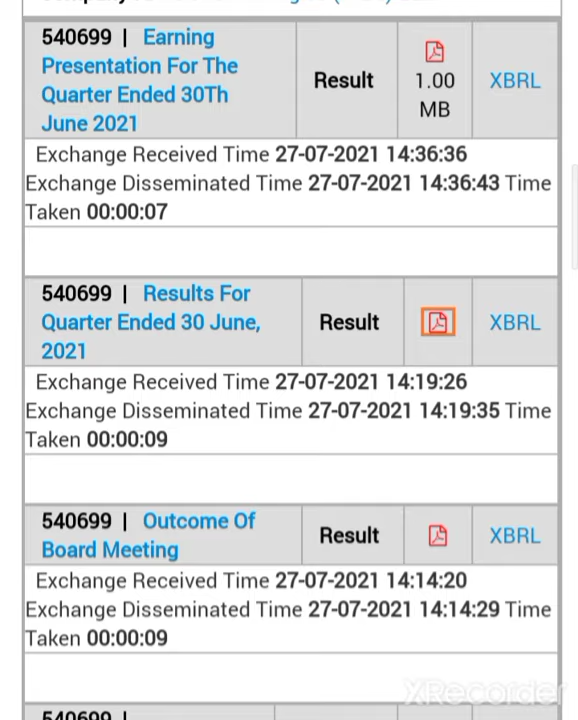 540699 | Earning
Presentation For The
Quarter Ended 30Th
June 2021
Result
1.00
MB
XBRL
Exchange Received Time 27-07-2021 14:36:36
Exchange Disseminated Time 27-07-2021 14:36:43 Time
Taken 00:00:07
540699 | Results For
Quarter Ended 30 June,
2021
Result
XBRL
Exchange Received Time 27-07-2021 14:19:26
Exchange Disseminated Time 27-07-2021 14:19:35 Time
Taken 00:00:09
540699 | Outcome Of
Board Meeting
Result
XBRL
Exchange Received Time 27-07-2021 14:14:20
Exchange Disseminated Time 27-07-2021 14:14:29 Time
Taken 00:00:09
XRecorder
540699 |